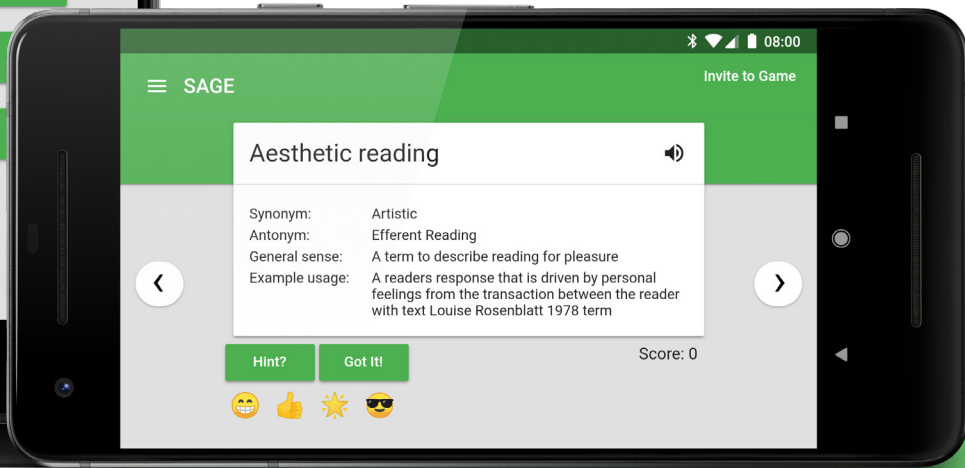 08:00
SAGE
Invite to Game
Aesthetic reading
Synonym: Artistic
Antonym: Efferent Reading
General sense: A term to describe reading for pleasure
Example usage: A readers response that is driven by personal
feelings from the transaction between the reader
with text Louise Rosenblatt 1978 term
Hint? Got It!
Score: 0